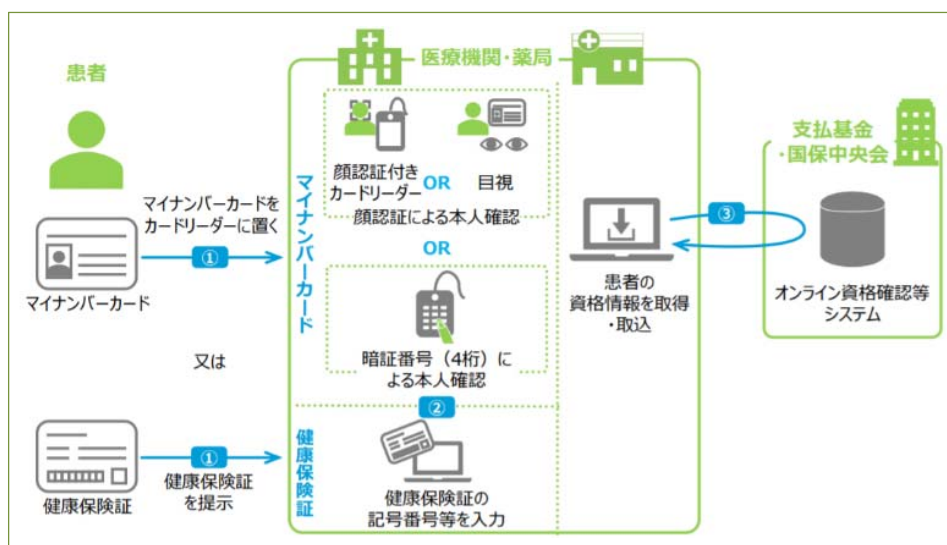 医療機関・薬局
患者
支払基金
・国保中央会
マイナンバーカード
顔認証付き
カードリーダー
OR
目視
顔認証による本人確認
マイナンバーカードを
カードリーダーに置く
①
マイナンバーカード
OR
暗証番号(4桁)に
よる本人確認
③
患者の
資格情報を取得
・取込
オンライン資格確認等
システム
又は
②
健康保険証
①
健康保険証
を提示
健康保険証
健康保険証の
記号番号等を入力